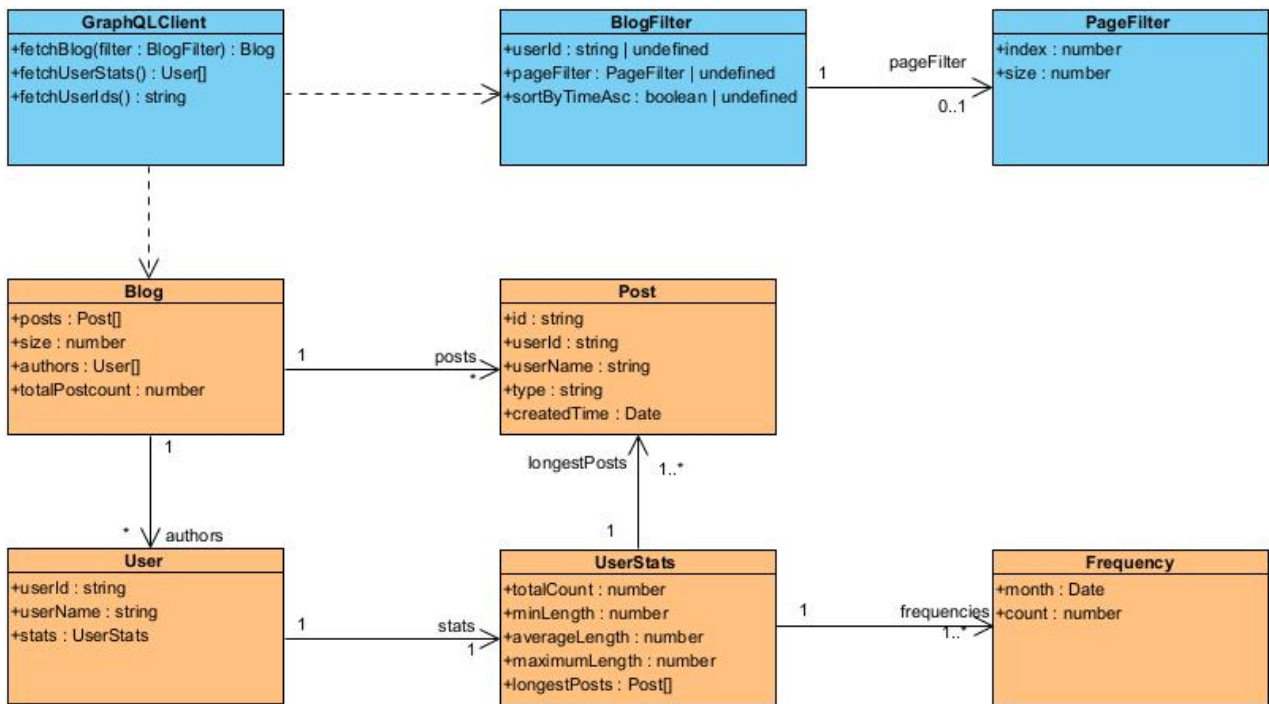 GraphQLClient
+fetchBlog(filter : BlogFilter) : Blog
+fetchUserStats() : User[]
+fetchUserIds() : string
BlogFilter
+userId : string | undefined
+pageFilter : PageFilter | undefined
+sortByTimeAsc : boolean | undefined
1
pageFilter
0..1
PageFilter
+index : number
+size : number
Blog
+posts : Post[]
+size : number
+authors : User[]
+totalPostcount : number
1
posts
*
Post
+id : string
+userId : string
+userName : string
+type : string
+createdTime : Date
1
*
authors
longestPosts
1..*
1
User
+userId : string
+userName : string
+stats : UserStats
1
stats
1
UserStats
+totalCount : number
+minLength : number
+averageLength : number
+maximumLength : number
+longestPosts : Post[]
1
frequencies
1..*
Frequency
+month : Date
+count : number